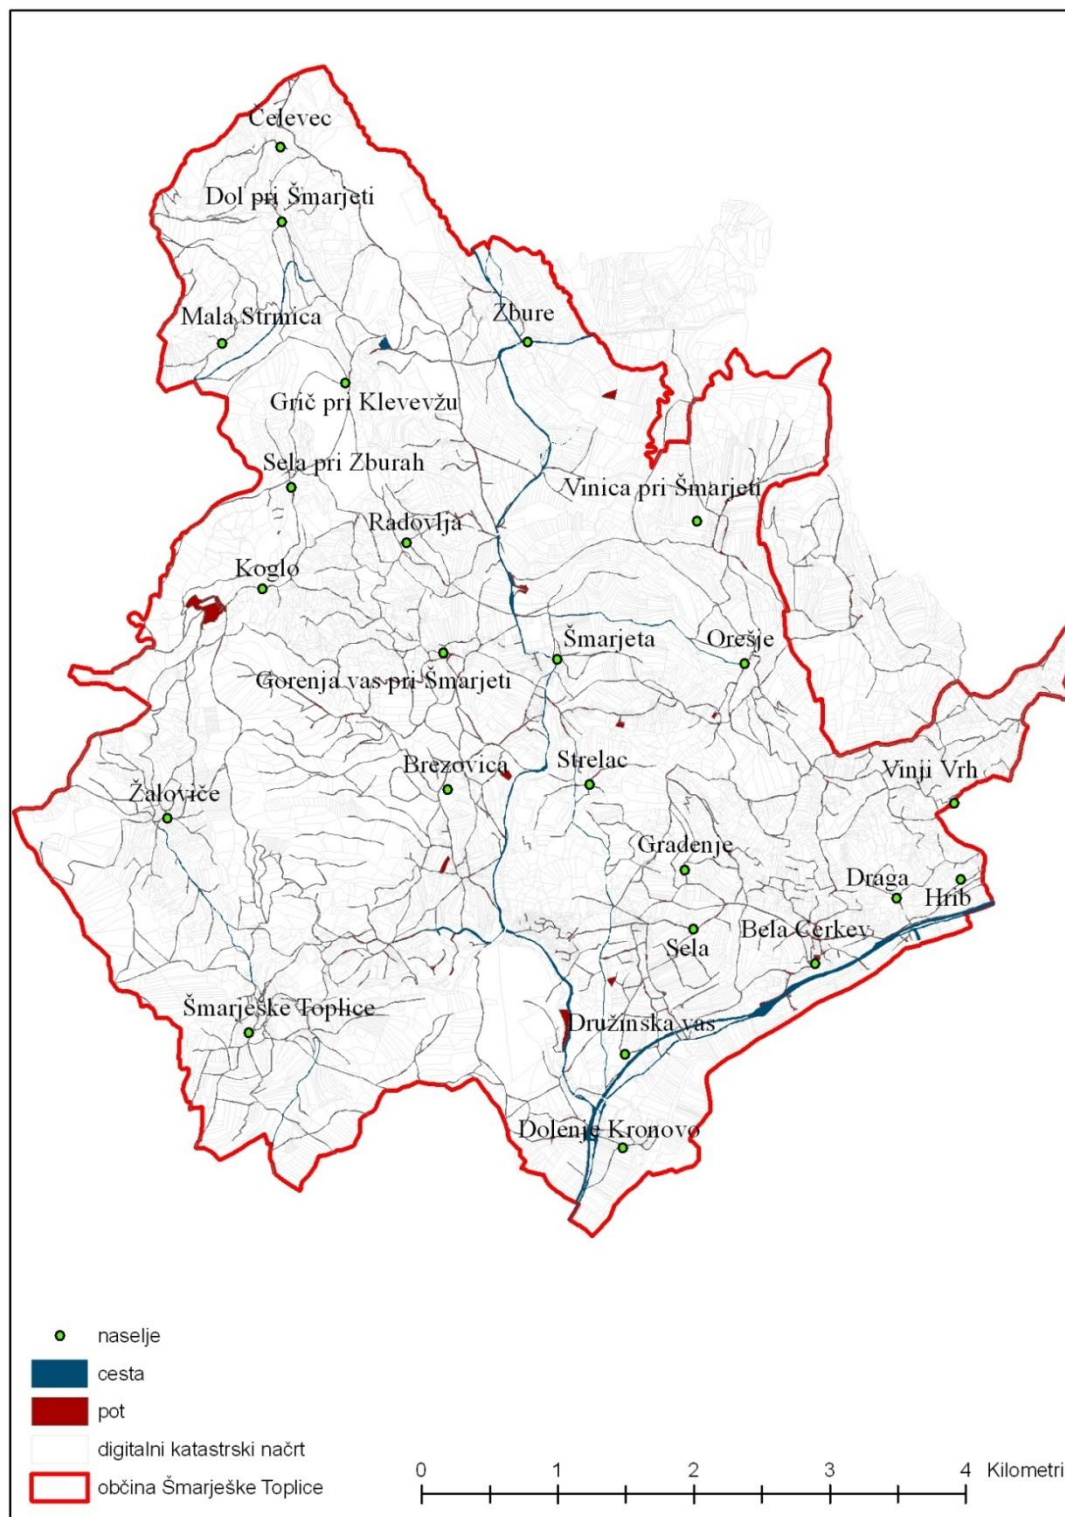 Čelevec
Dol pri Šmarjeti
Mala Strmica
Zbure
Grič pri Klevevžu
Sela pri Zburah
Vinica pri Šmarjeti
Radovlja
Koglo
Šmarjeta
Orešje
Gorenja vas pri Šmarjeti
Brezovica
Strelac
Vinji Vrh
Žaloviče
Gradenje
Draga
Hrib
Bela Cerkev
Sela
Šmarješke Toplice
Družinska vas
Dolenje Kronovo
naselje
cesta
pot
digitalni katastrski načrt
občina Šmarješke Toplice
0 1 2 3 4 Kilometri